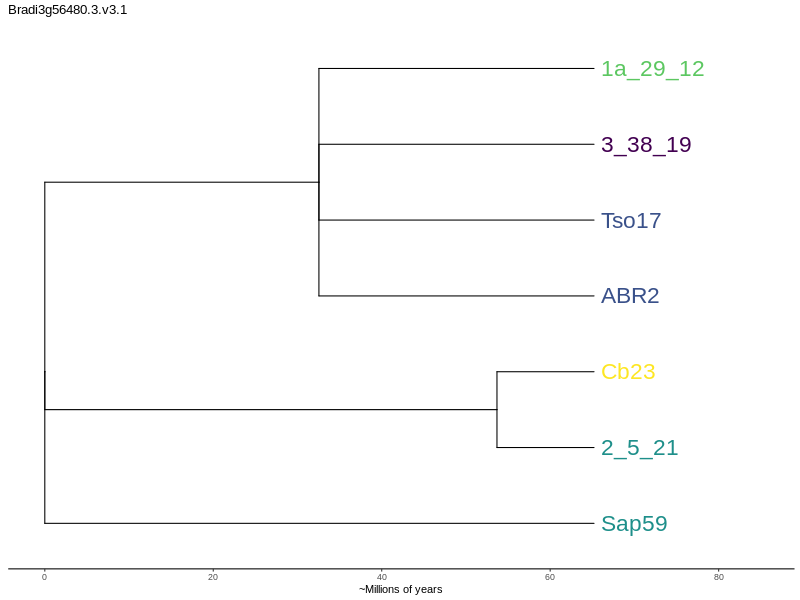 Bradi3g56480.3.v3.1
1a_29_12
3_38_19
Tso17
ABR2
Cb23
2_5_21
Sap59
0 20 40 60 80
~Millions of years